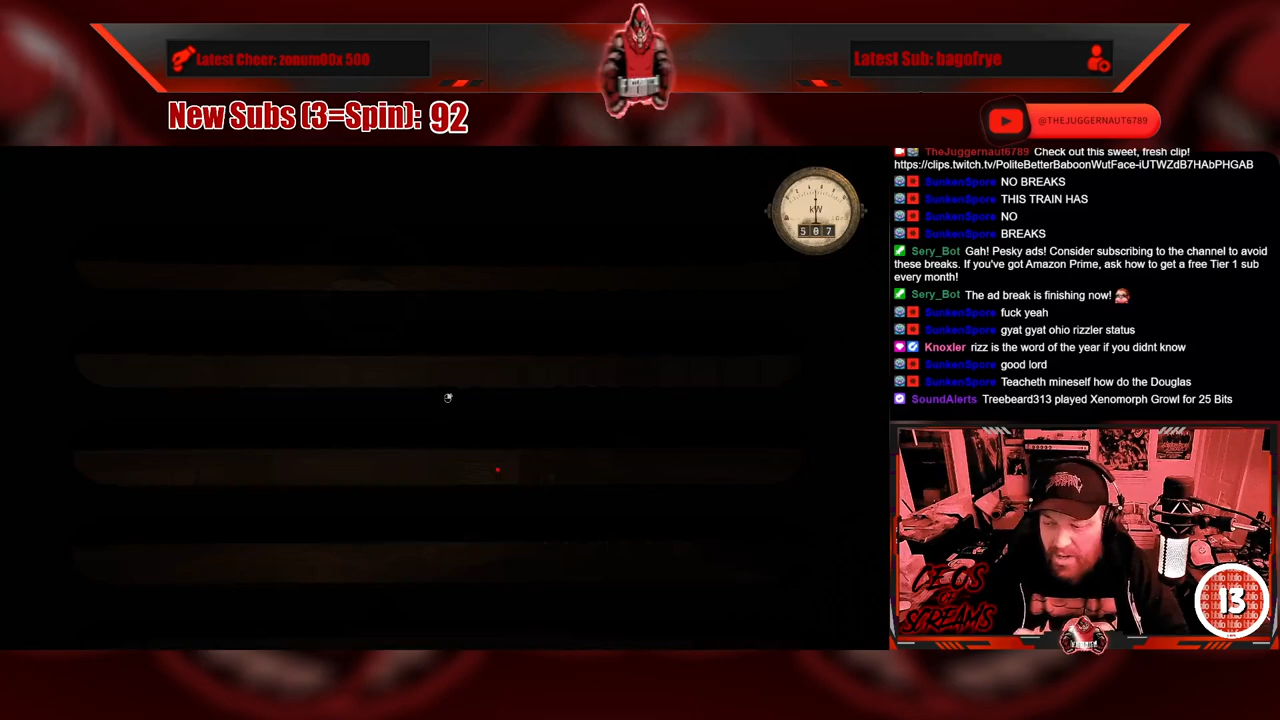 Latest Cheer: zonum00x 500
Latest Sub: bagofrye
New Subs (3=Spin): 92
@THEJUGGERNAUT6789
kW
507
TheJuggernaut6789 Check out this sweet, fresh clip!
https://clips.twitch.tv/PoliteBetterBaboonWutFace-iUTWZdB7HAbPHGAB
SunkenSpore NO BREAKS
SunkenSpore THIS TRAIN HAS
SunkenSpore NO
SunkenSpore BREAKS
Sery_Bot Gah! Pesky ads! Consider subscribing to the channel to avoid
these breaks. If you've got Amazon Prime, ask how to get a free Tier 1 sub
every month!
Sery_Bot The ad break is finishing now!
SunkenSpore fuck yeah
SunkenSpore gyat gyat ohio rizzler status
Knoxler rizz is the word of the year if you didnt know
SunkenSpore good lord
SunkenSpore Teacheth mineself how do the Douglas
SoundAlerts Treebeard313 played Xenomorph Growl for 25 Bits
OF
SCREAMS
13